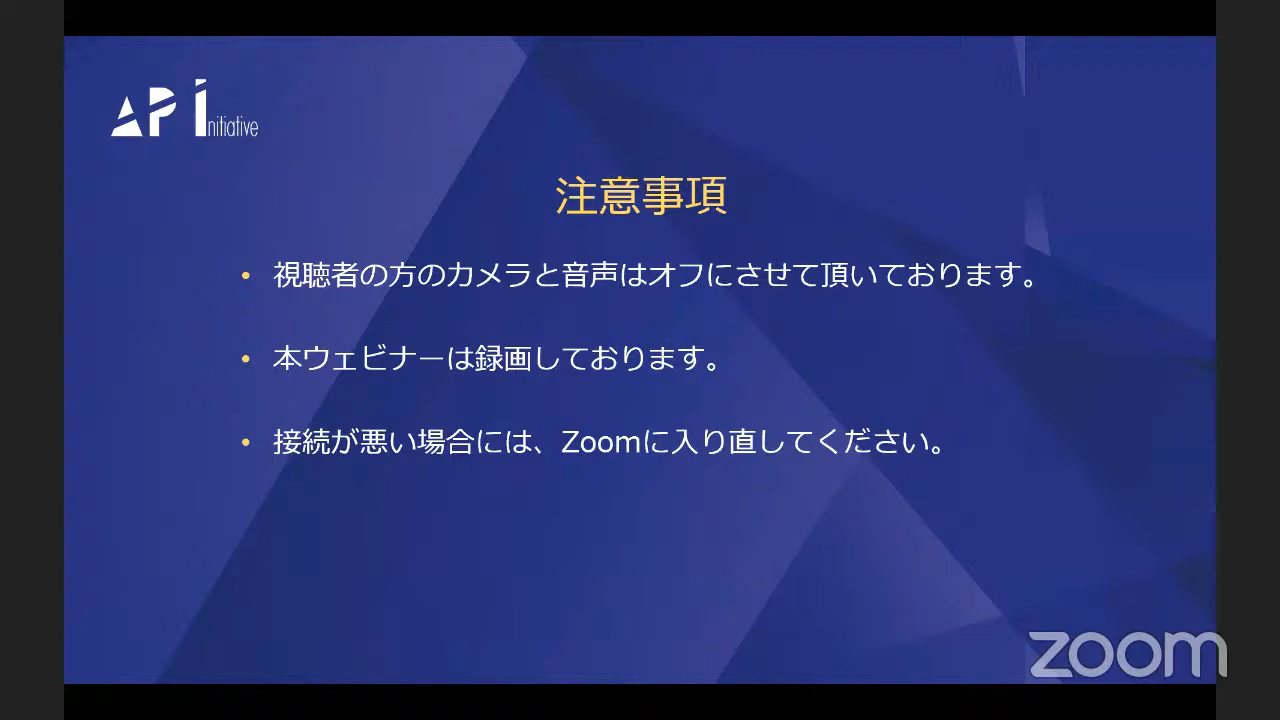 API Initiative
注意事項
• 視聴者の方のカメラと音声はオフにさせて頂いております。
• 本ウェビナーは録画しております。
• 接続が悪い場合には、Zoomに入り直してください。
zoom